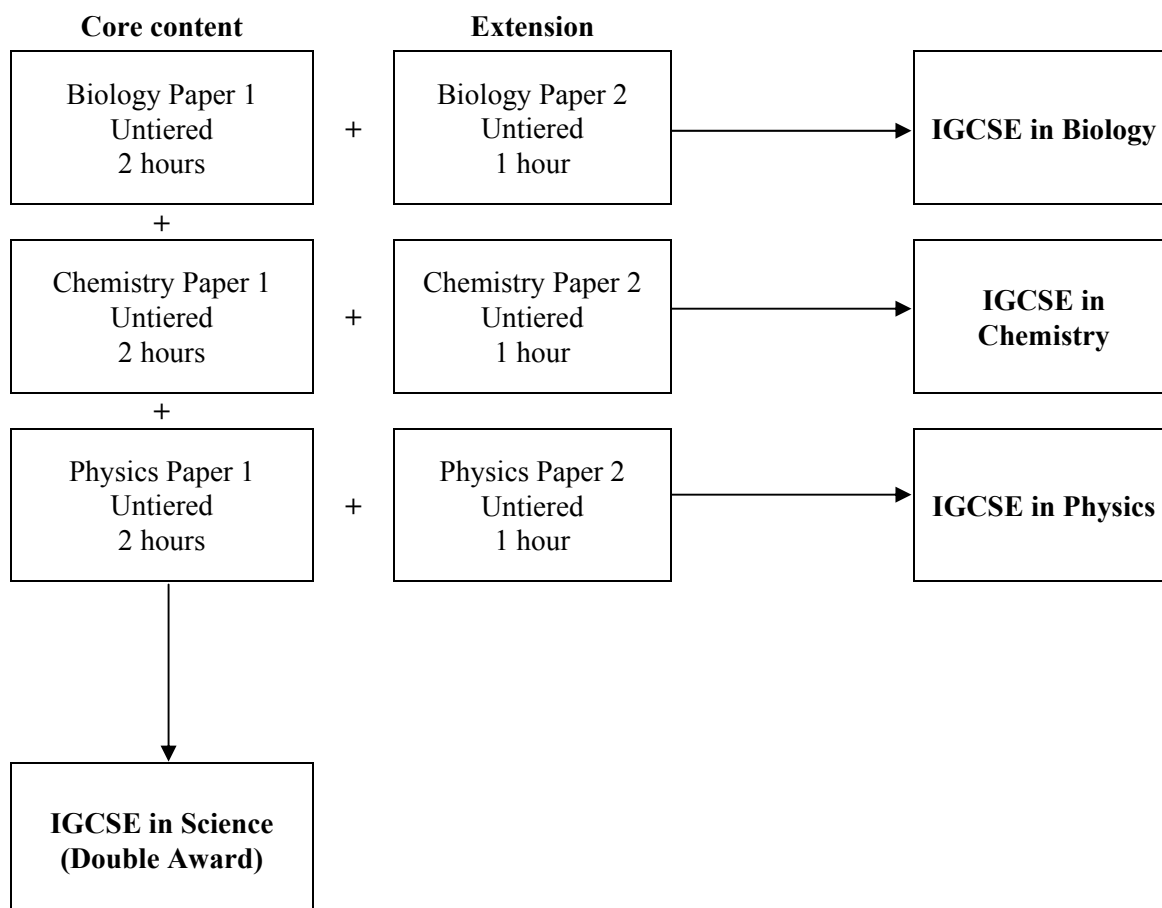 Core content
Extension
Biology Paper 1
Untiered
2 hours
+
Biology Paper 2
Untiered
1 hour
IGCSE in Biology
+
Chemistry Paper 1
Untiered
2 hours
+
Chemistry Paper 2
Untiered
1 hour
IGCSE in
Chemistry
+
Physics Paper 1
Untiered
2 hours
+
Physics Paper 2
Untiered
1 hour
IGCSE in Physics
IGCSE in Science
(Double Award)